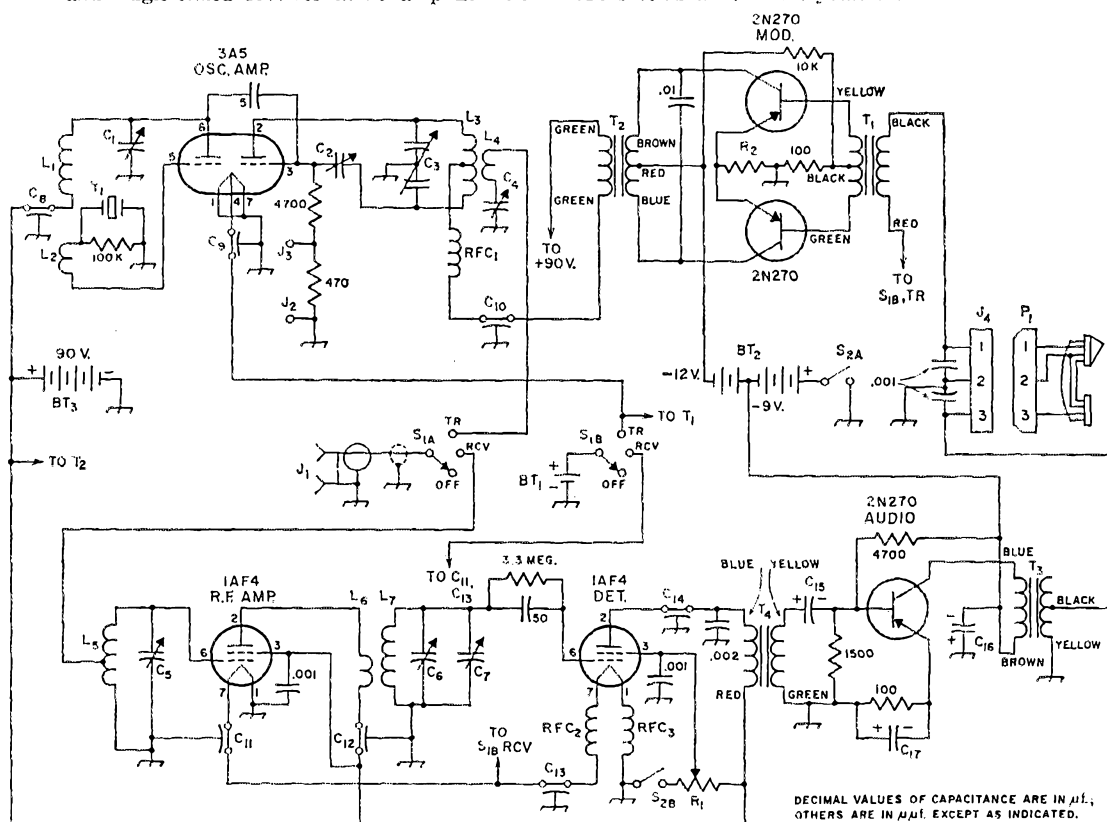 2N270
MOD.
3A5
OSC. AMP.
10K
YELLOW
BLACK
5
6
2
L3
.01
GREEN
T2
BROWN
T1
C1
L4
C2
C3
RED
R2
100
BLACK
L1
5
3
C4
C8
Y1
1
4
7
4700
GREEN
BLUE
GREEN
RED
L2
100K
C9
J3
RFC1
TO
+90V.
2N270
TO
S1B, TR
470
J2
C10
J4
P1
90 V.
+
-
BT3
-12V.
BT2
+
S2A
-9V.
.001
1
2
3
1
2
3
TO T2
TR
S1A
RCV
OFF
J1
TO T1
TR
S1B
RCV
OFF
+
-
BT1
2N270
AUDIO
4700
1AF4
R.F. AMP.
L6
L7
TO C11,
C13
3.3 MEG.
50
1AF4
DET.
C14
BLUE
YELLOW
T4
C15
+
-
BLUE
T3
BLACK
L5
C5
2
6
3
7
1
.001
C6
C7
2
6
3
7
1
.001
.002
1500
100
-
+
C16
BROWN
YELLOW
RED
GREEN
+
-
C17
C11
C12
TO
S1B RCV
C13
RFC2
RFC3
S2B
R1
DECIMAL VALUES OF CAPACITANCE ARE IN μf.;
OTHERS ARE IN μμf. EXCEPT AS INDICATED.